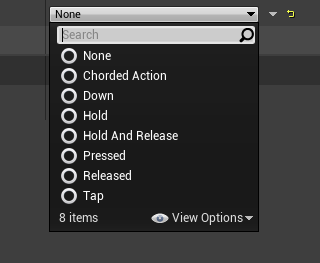 None
Search
None
Chorded Action
Down
Hold
Hold And Release
Pressed
Released
Tap
8 items View Options